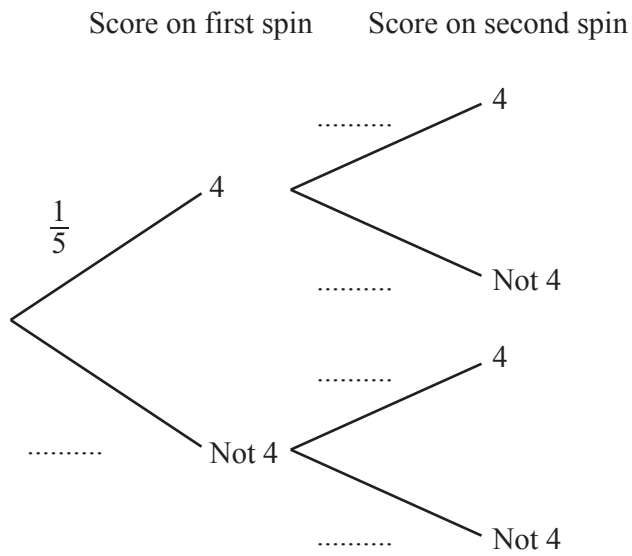 Score on first spin Score on second spin
..........
4
4
1/5
..........
Not 4
..........
4
..........
Not 4
..........
Not 4